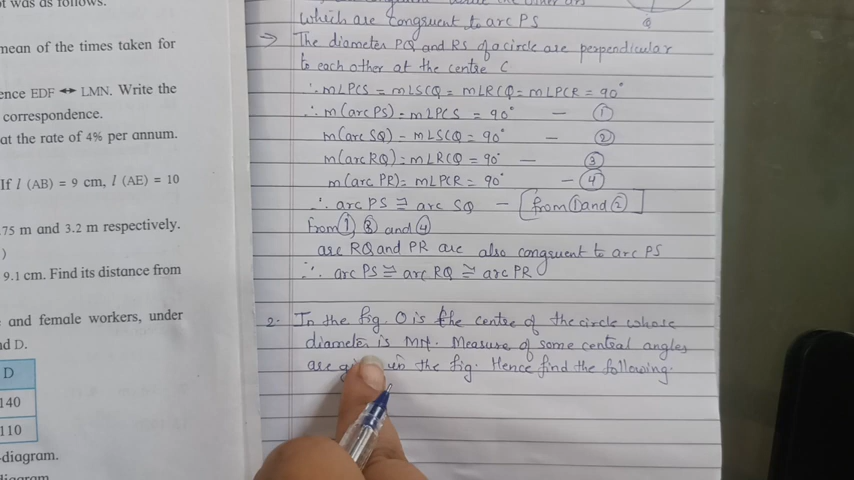 t was as follows.
mean of the times taken for
ence EDF ↔ LMN. Write the
correspondence.
at the rate of 4% per annum.
If l (AB) = 9 cm, l (AE) = 10
.75 m and 3.2 m respectively.
)
9.1 cm. Find its distance from
e and female workers, under
nd D.
D
140
110
-diagram.
diagram
which are congruent to arc PS
→ The diameter PQ and RS of a circle are perpendicular
to each other at the centre C
∴ m∠PCS = m∠SCQ = m∠RCQ = m∠PCR = 90°
∴ m(arc PS) = m∠PCS = 90° — ①
m(arc SQ) = m∠SCQ = 90° ②
m(arc RQ) = m∠RCQ = 90° — ③
m(arc PR) = m∠PCR = 90° — ④
∴ arc PS ≅ arc SQ — [from ① and ②]
from ①, ③ and ④
arc RQ and PR are also congruent to arc PS
∴ arc PS ≅ arc RQ ≅ arc PR
2. In the fig. O is the centre of the circle whose
diameter is MN. Measure of some central angles
are in the fig. Hence find the following.
Q